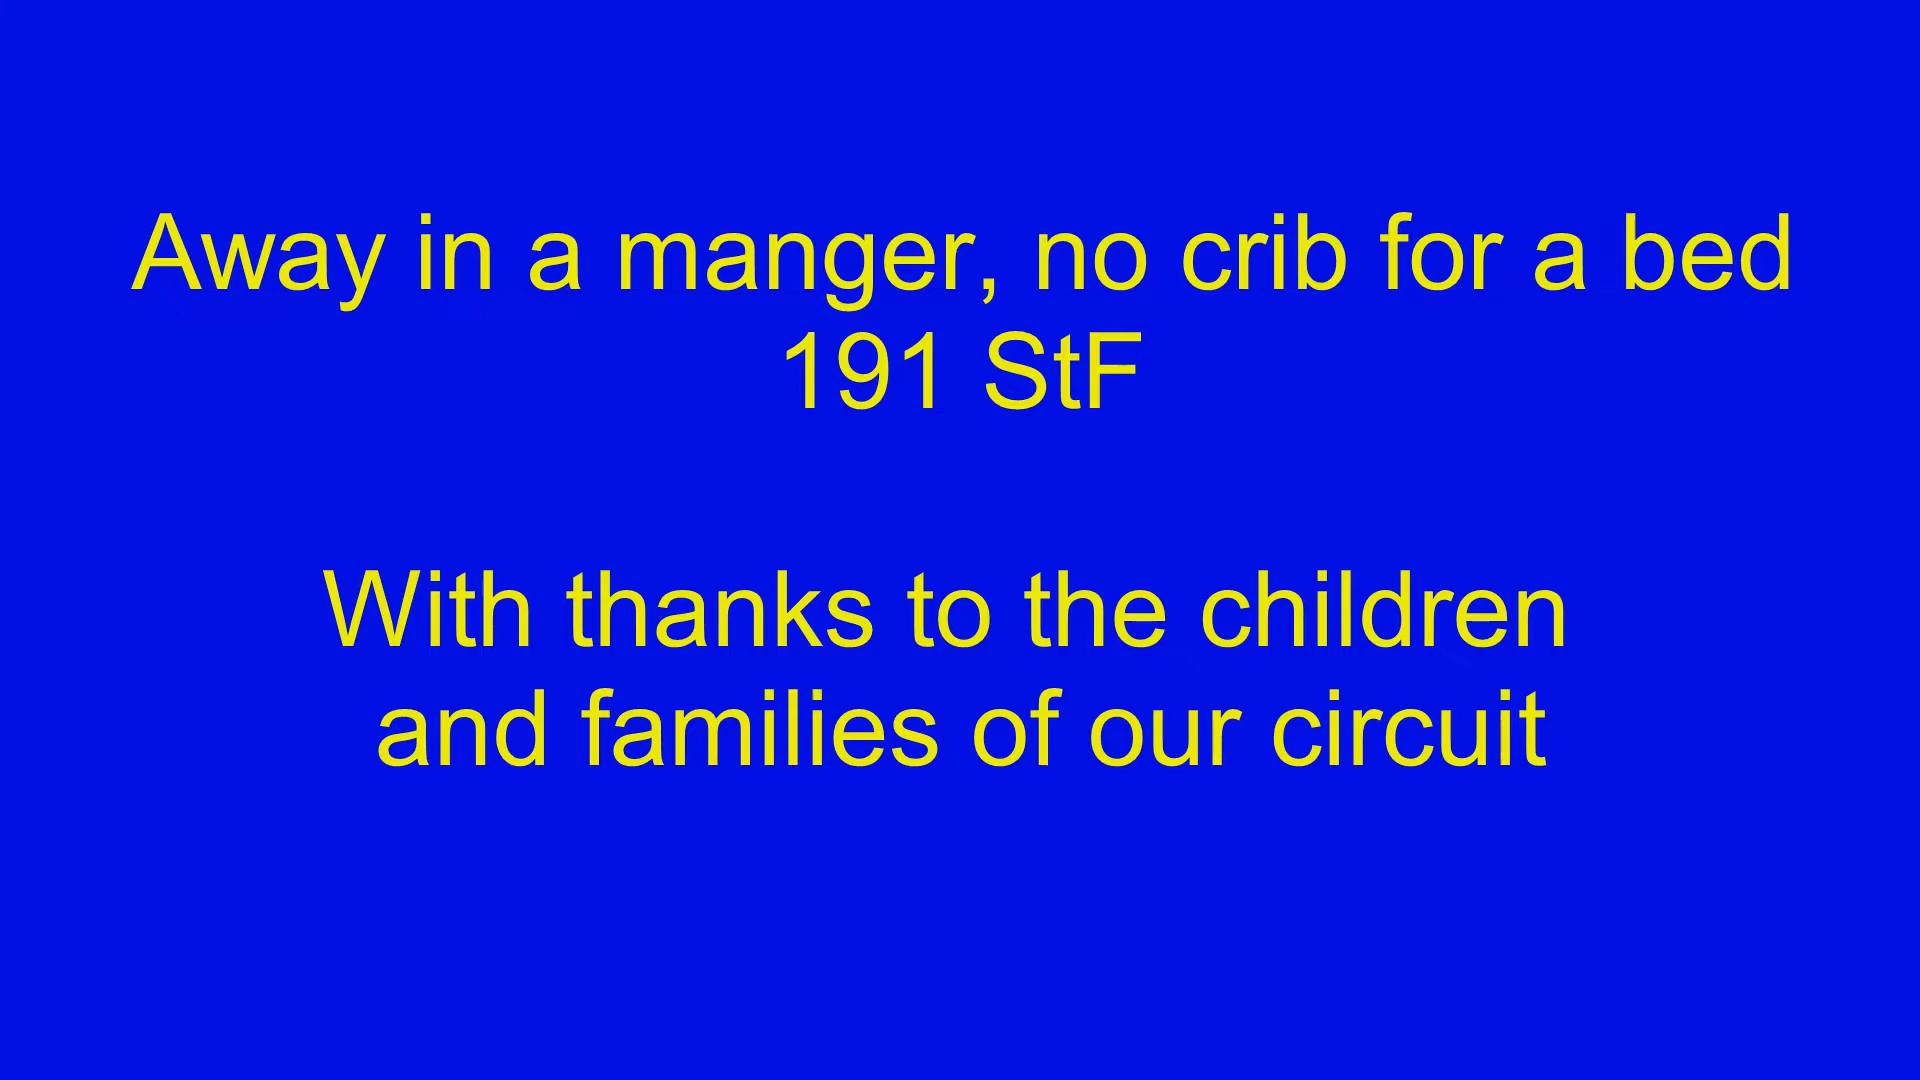 Away in a manger, no crib for a bed
191 StF
With thanks to the children
and families of our circuit